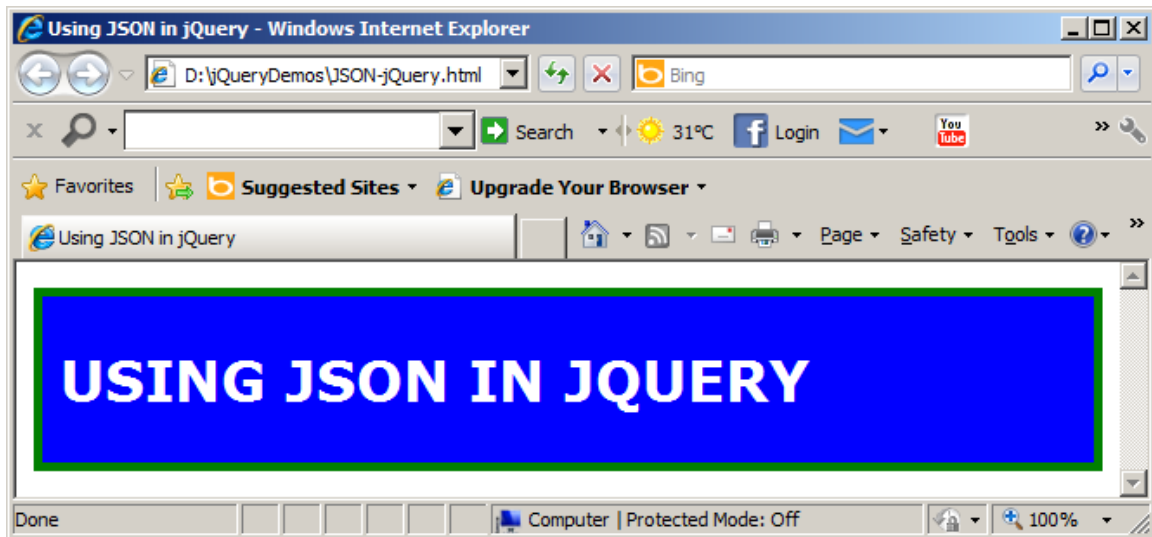 Using JSON in jQuery - Windows Internet Explorer
D:\jQueryDemos\JSON-jQuery.html
Bing
Search
31°C
Login
You
Tube
»
Favorites
Suggested Sites
Upgrade Your Browser
Using JSON in jQuery
Page
Safety
Tools
»
USING JSON IN JQUERY
Done
Computer | Protected Mode: Off
100%